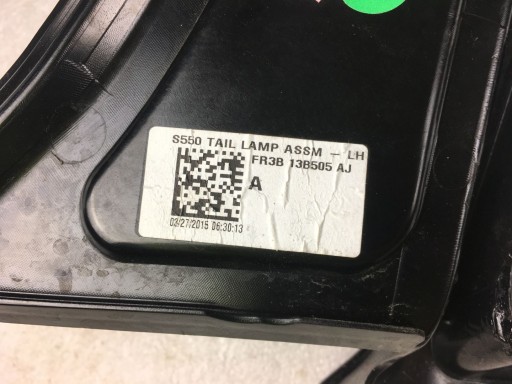 S550 TAIL LAMP ASSM - LH
FR3B 13B505 AJ
A
03/27/2015 06:30:13